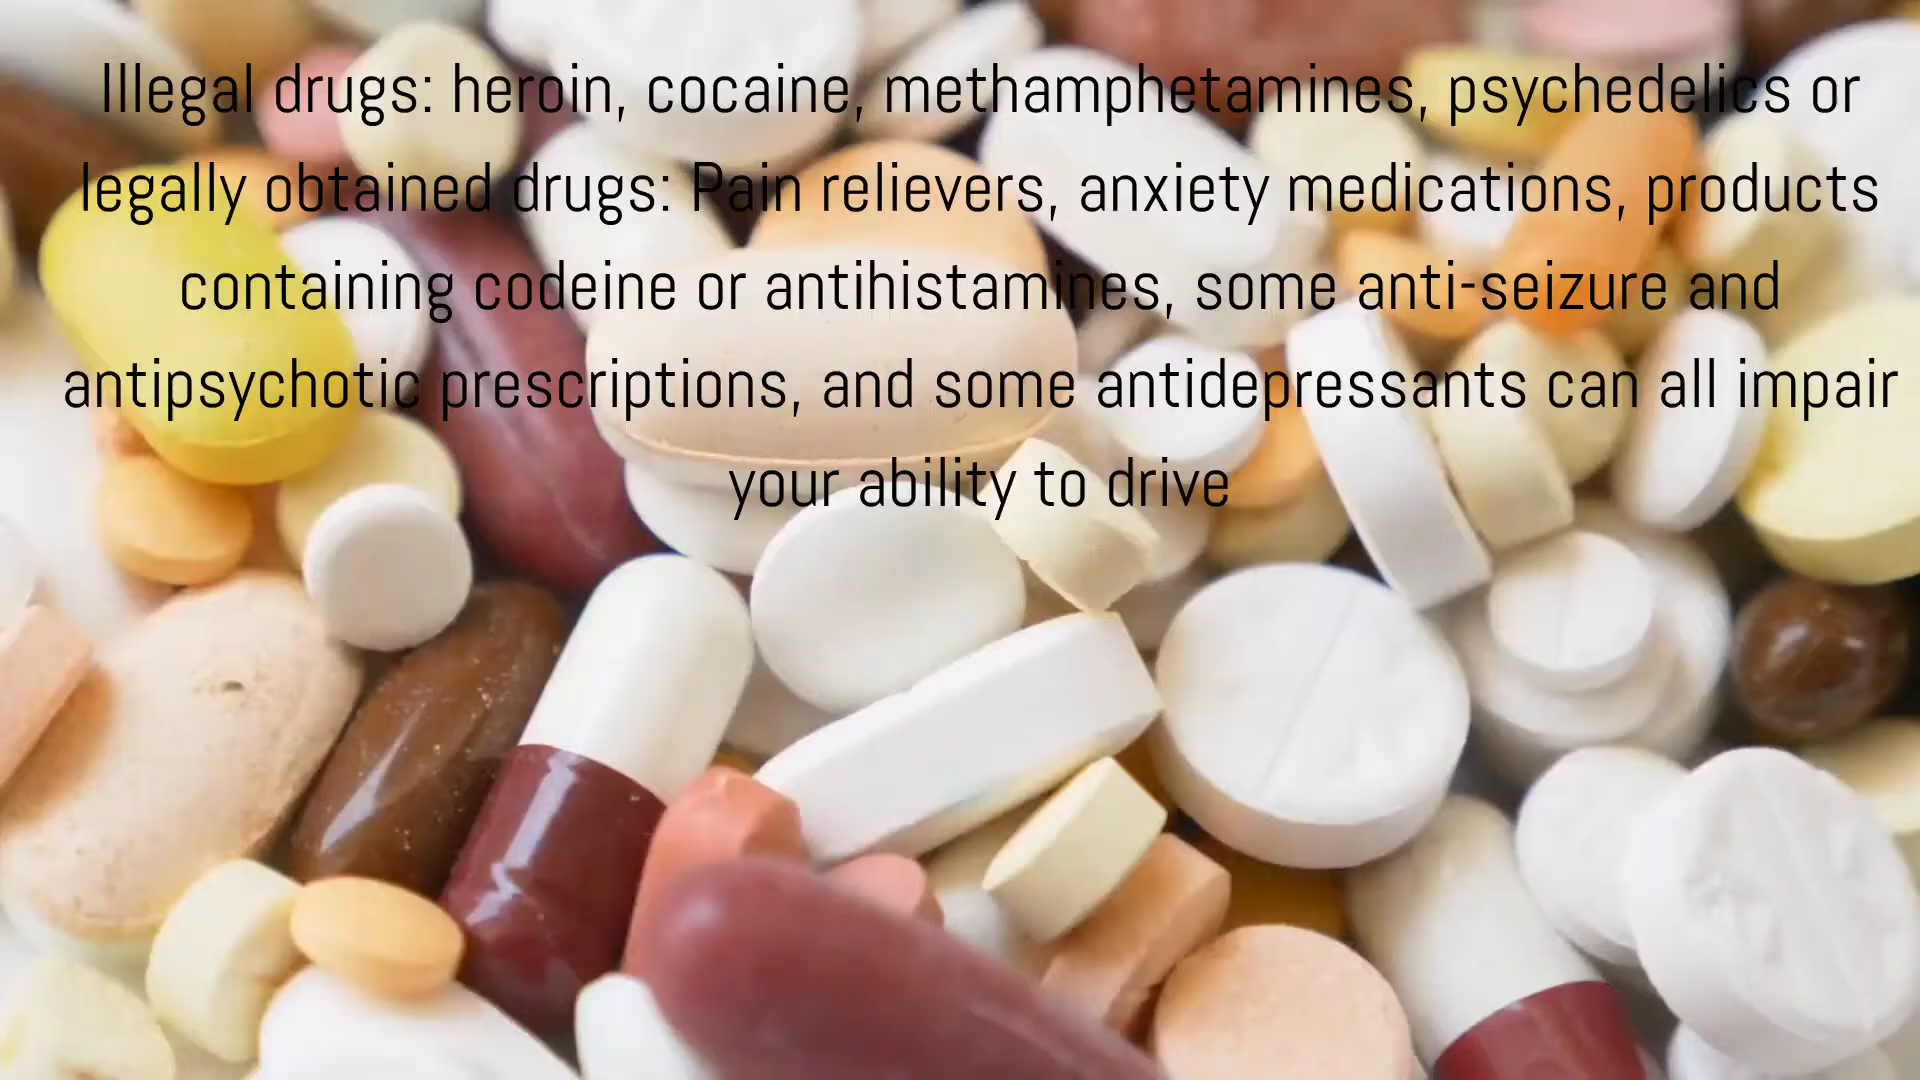 Illegal drugs: heroin, cocaine, methamphetamines, psychedelics or
legally obtained drugs: Pain relievers, anxiety medications, products
containing codeine or antihistamines, some anti-seizure and
antipsychotic prescriptions, and some antidepressants can all impair
your ability to drive